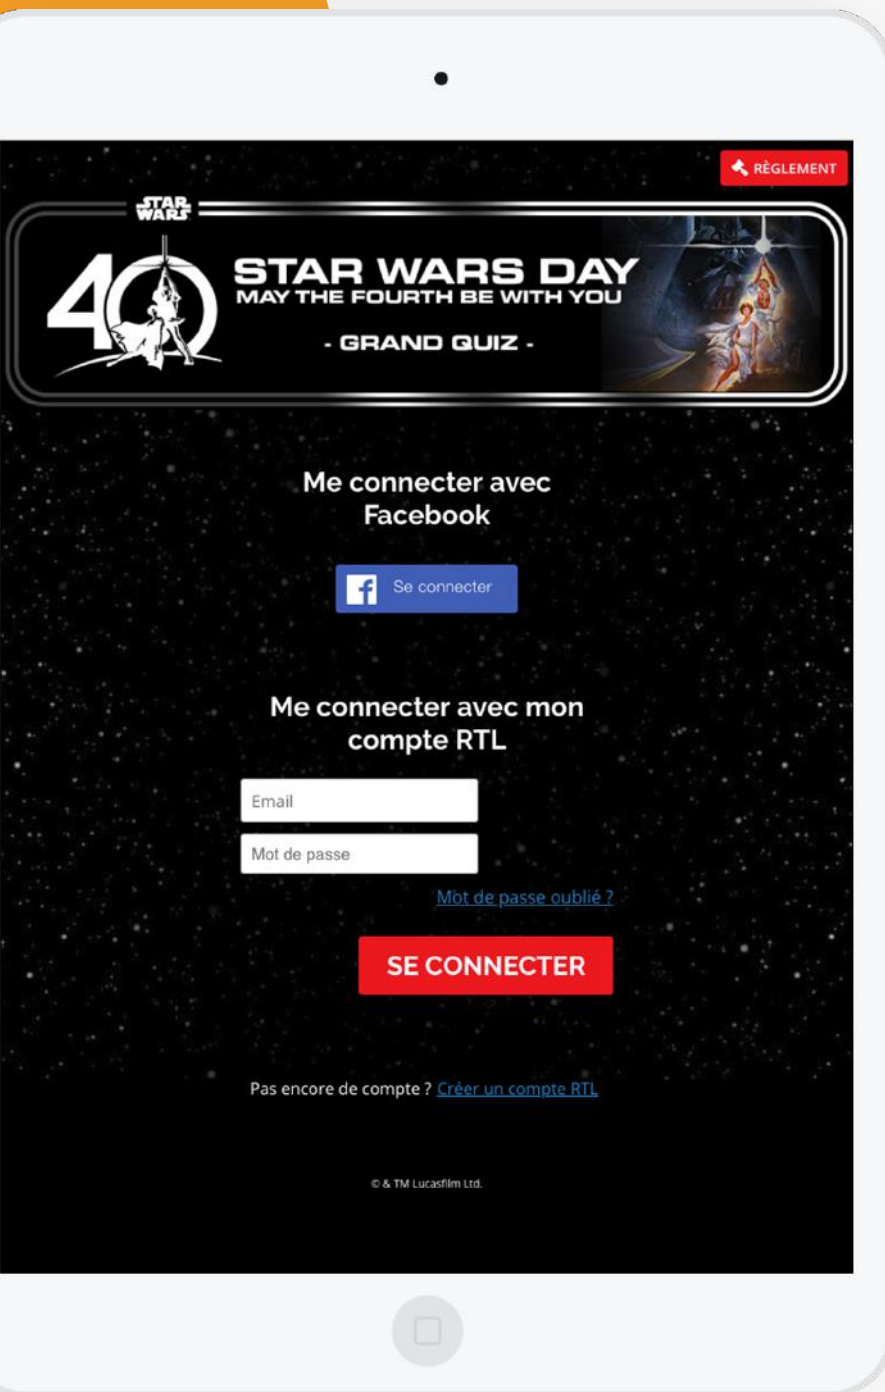 RÈGLEMENT
STAR
WARS
40
STAR WARS DAY
MAY THE FOURTH BE WITH YOU
- GRAND QUIZ -
Me connecter avec
Facebook
f Se connecter
Me connecter avec mon
compte RTL
Email
Mot de passe
Mot de passe oublié ?
SE CONNECTER
Pas encore de compte ? Créer un compte RTL
© & TM Lucasfilm Ltd.